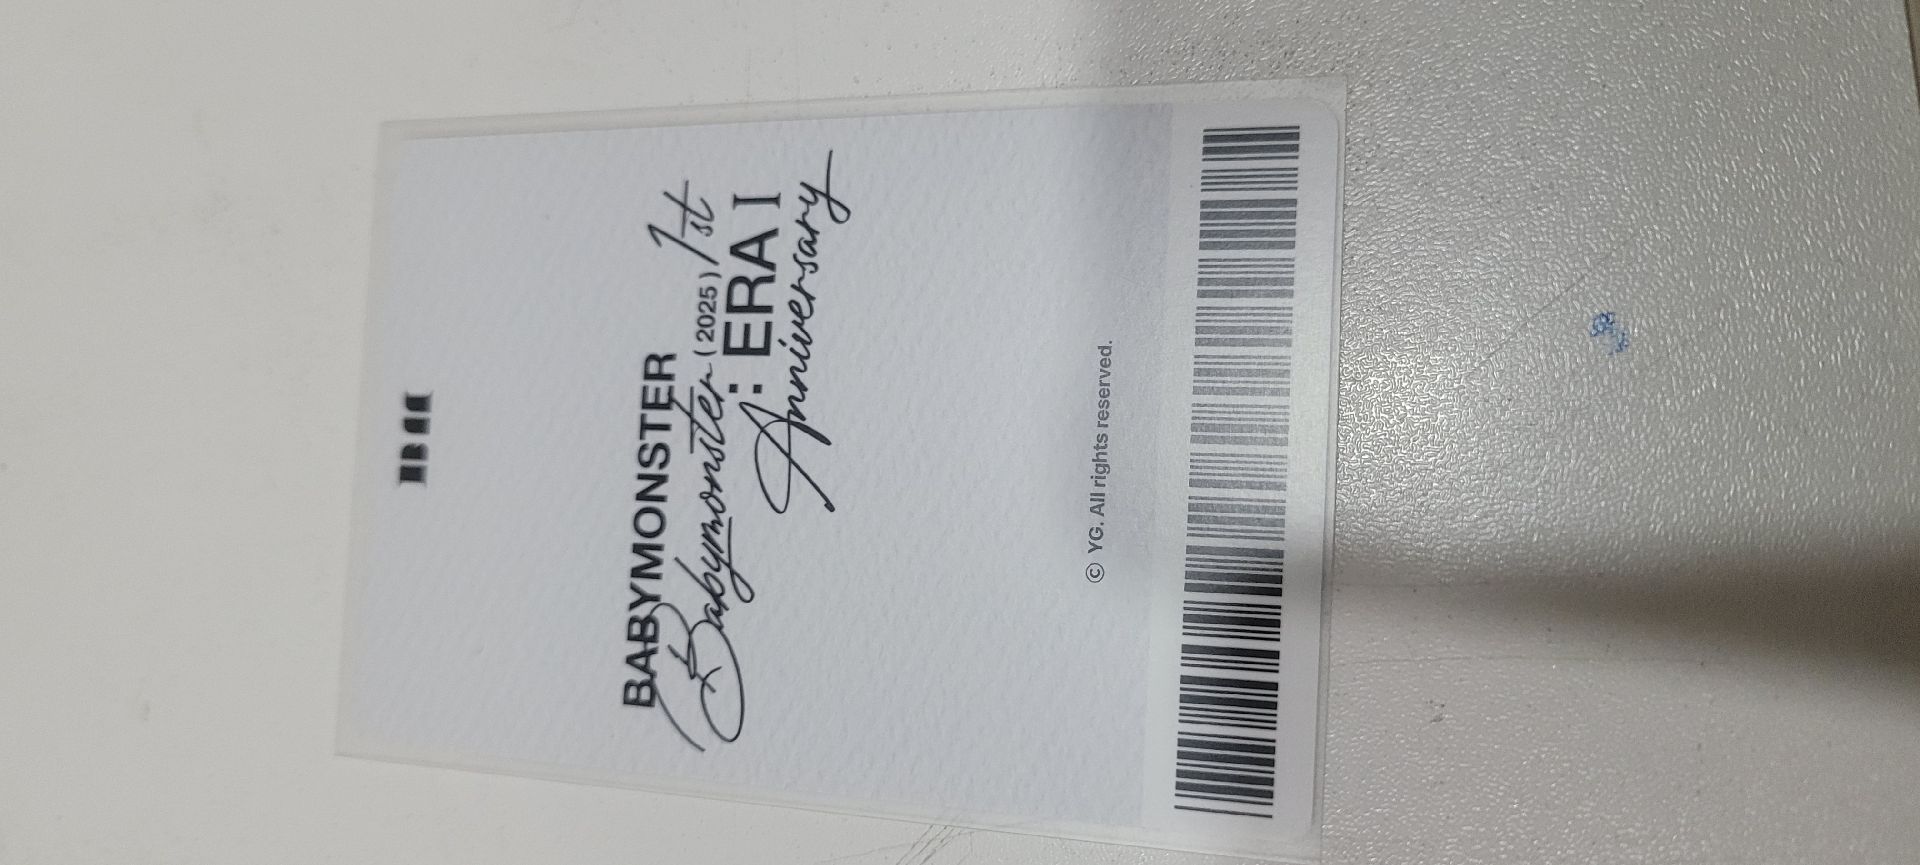 BABYMONSTER
Babymonster (2025) 1st
: ERA I
Anniversary
© YG. All rights reserved.